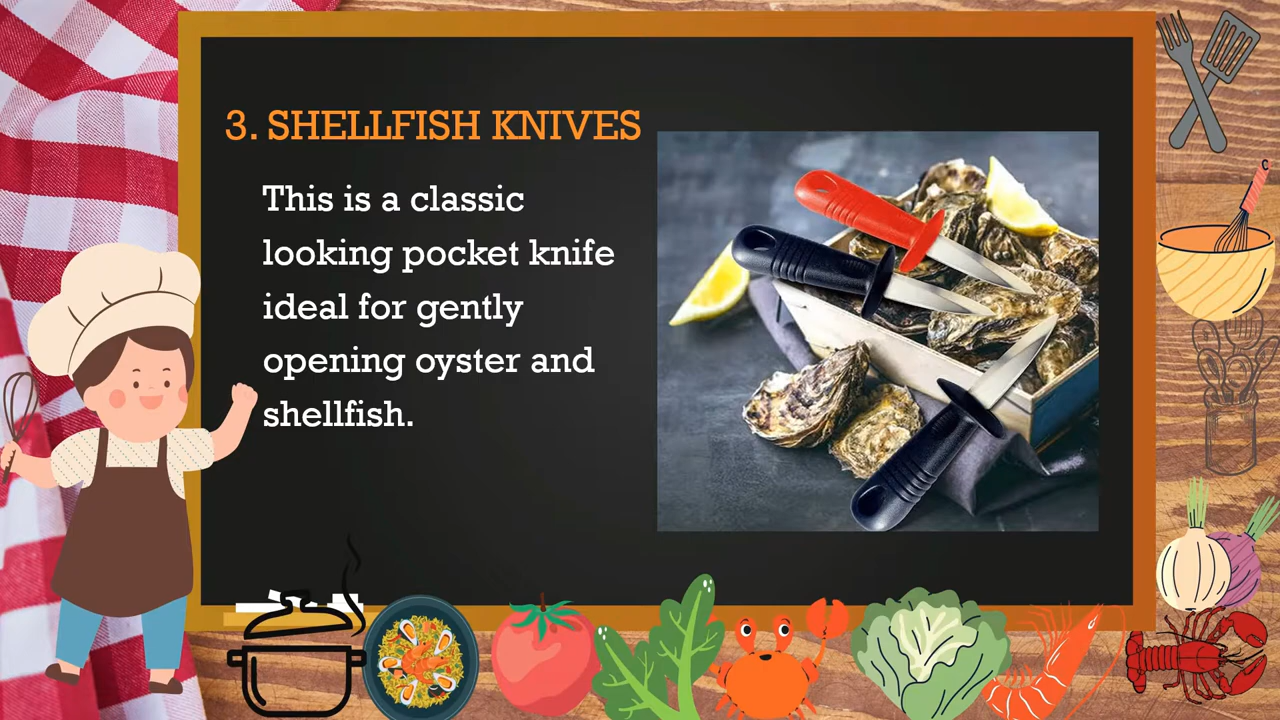 3. SHELLFISH KNIVES
This is a classic
looking pocket knife
ideal for gently
opening oyster and
shellfish.